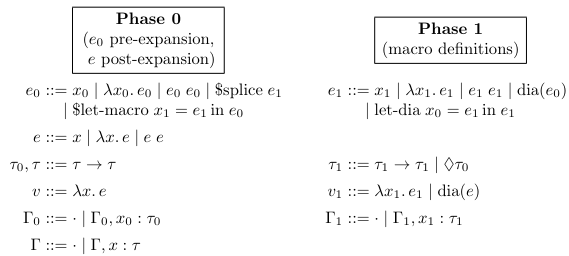 Phase 0
(e₀ pre-expansion,
e post-expansion)
e₀ ::= x₀ | λx₀. e₀ | e₀ e₀ | $splice e₁
| $let-macro x₁ = e₁ in e₀
e ::= x | λx. e | e e
τ₀, τ ::= τ → τ
v ::= λx. e
Γ₀ ::= · | Γ₀, x₀ : τ₀
Γ ::= · | Γ, x : τ
Phase 1
(macro definitions)
e₁ ::= x₁ | λx₁. e₁ | e₁ e₁ | dia(e₀)
| let-dia x₀ = e₁ in e₁
τ₁ ::= τ₁ → τ₁ | ◊τ₀
v₁ ::= λx₁. e₁ | dia(e)
Γ₁ ::= · | Γ₁, x₁ : τ₁